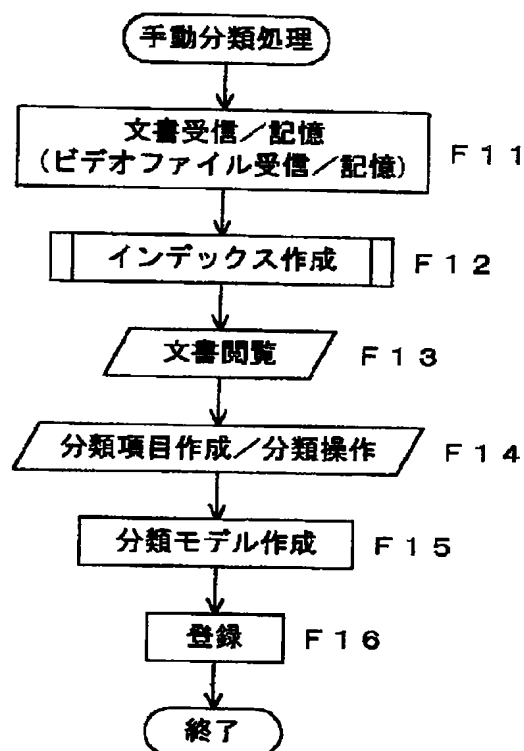 手動分類処理
文書受信／記憶
（ビデオファイル受信／記憶）
F11
インデックス作成
F12
文書閲覧
F13
分類項目作成／分類操作
F14
分類モデル作成
F15
登録
F16
終了